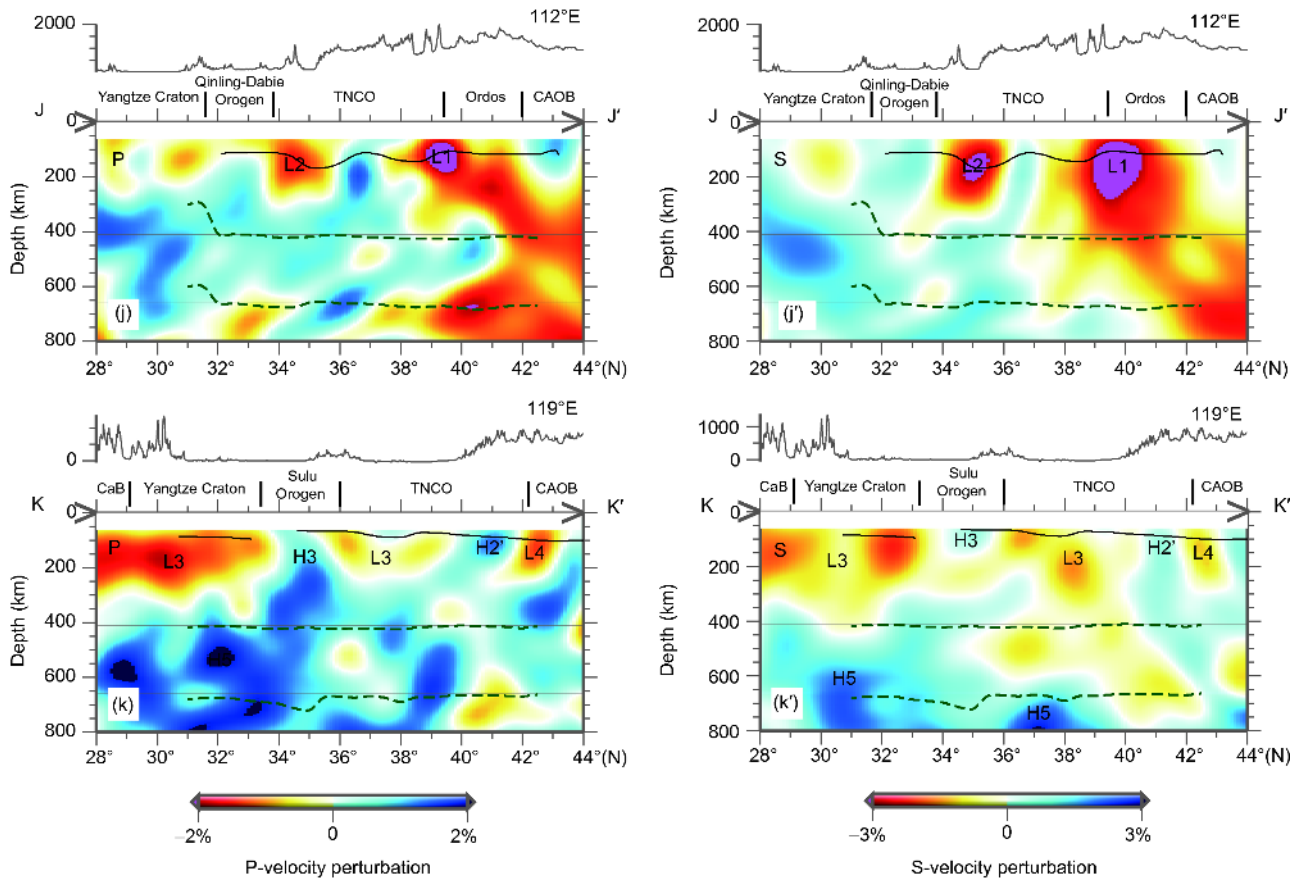 112°E
2000
0
Qinling-Dabie
Yangtze Craton Orogen TNCO Ordos CAOB
J J′
0
200
400
600
800
Depth (km)
P
L2
L1
(j)
28° 30° 32° 34° 36° 38° 40° 42° 44°(N)
112°E
2000
0
Qinling-Dabie
Yangtze Craton Orogen TNCO Ordos CAOB
J J′
0
200
400
600
800
Depth (km)
S
L2
L1
(j′)
28° 30° 32° 34° 36° 38° 40° 42° 44°(N)
119°E
0
Sulu
CaB Yangtze Craton Orogen TNCO CAOB
K K′
0
200
400
600
800
Depth (km)
P
L3
H3
L3
H2′
L4
(k)
28° 30° 32° 34° 36° 38° 40° 42° 44°(N)
119°E
1000
0
Sulu
CaB Yangtze Craton Orogen TNCO CAOB
K K′
0
200
400
600
800
Depth (km)
S
L3
H3
L3
H2′
L4
H5
H5
(k′)
28° 30° 32° 34° 36° 38° 40° 42° 44°(N)
−2% 0 2%
P-velocity perturbation
−3% 0 3%
S-velocity perturbation